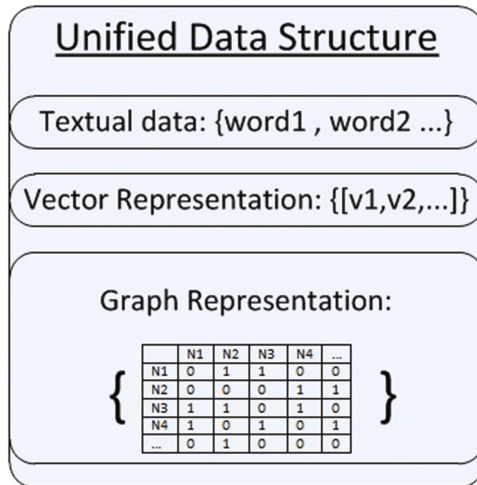 Unified Data Structure
Textual data: {word1 , word2 ...}
Vector Representation: {[v1,v2,...]}
Graph Representation:
N1 N2 N3 N4 ...
N1 0 1 1 0 0
N2 0 0 0 1 1
{ N3 1 1 0 1 0 }
N4 1 0 1 0 1
... 0 1 0 0 0